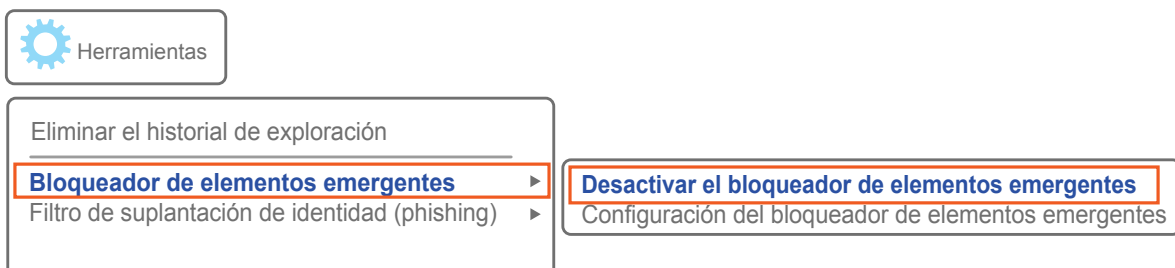 Herramientas
Eliminar el historial de exploración
Bloqueador de elementos emergentes
Desactivar el bloqueador de elementos emergentes
Filtro de suplantación de identidad (phishing)
Configuración del bloqueador de elementos emergentes